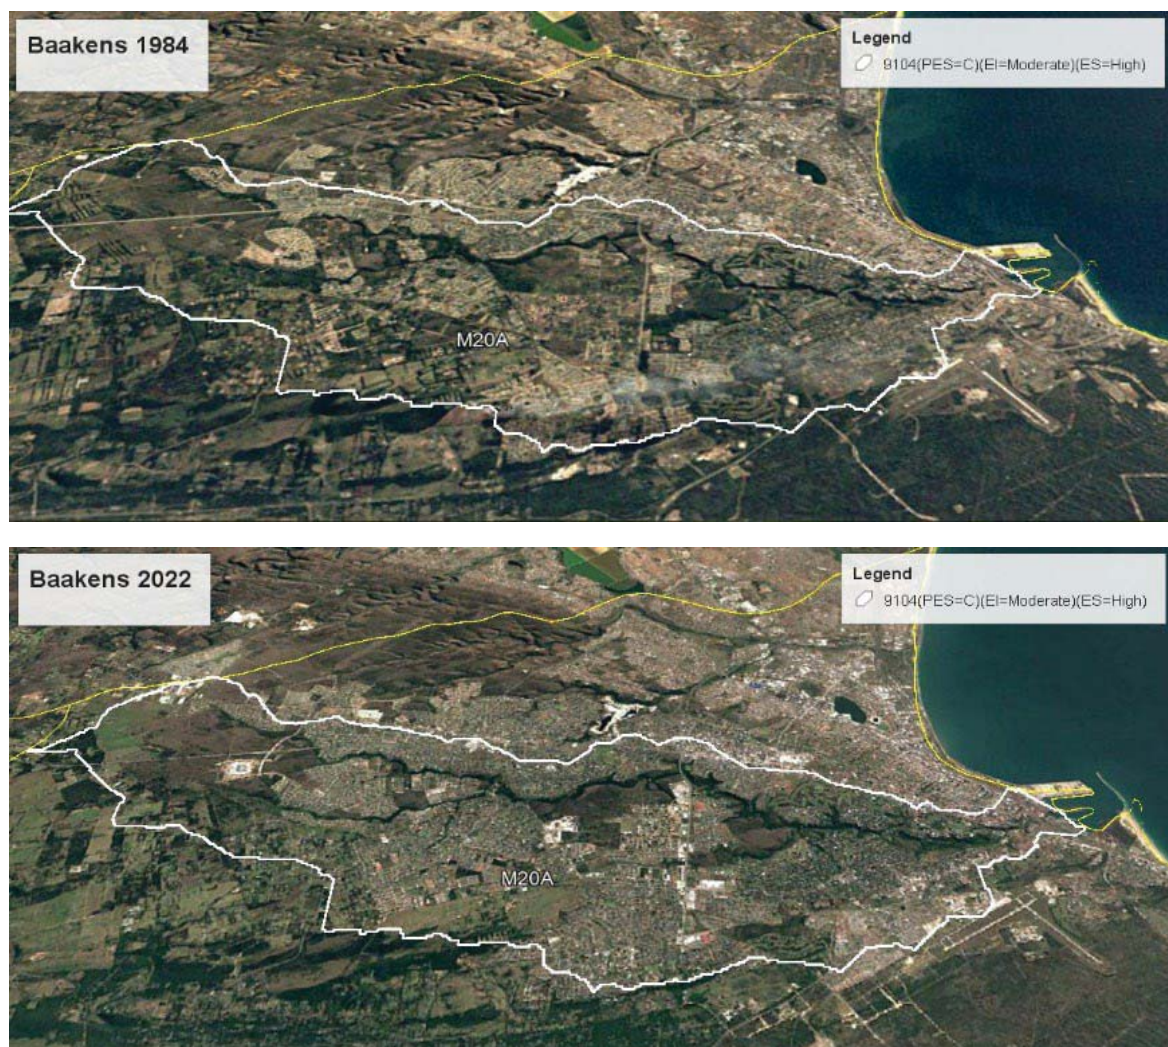 Baakens 1984
Legend
9104(PES=C)(EI=Moderate)(ES=High)
M20A
Baakens 2022
Legend
9104(PES=C)(EI=Moderate)(ES=High)
M20A